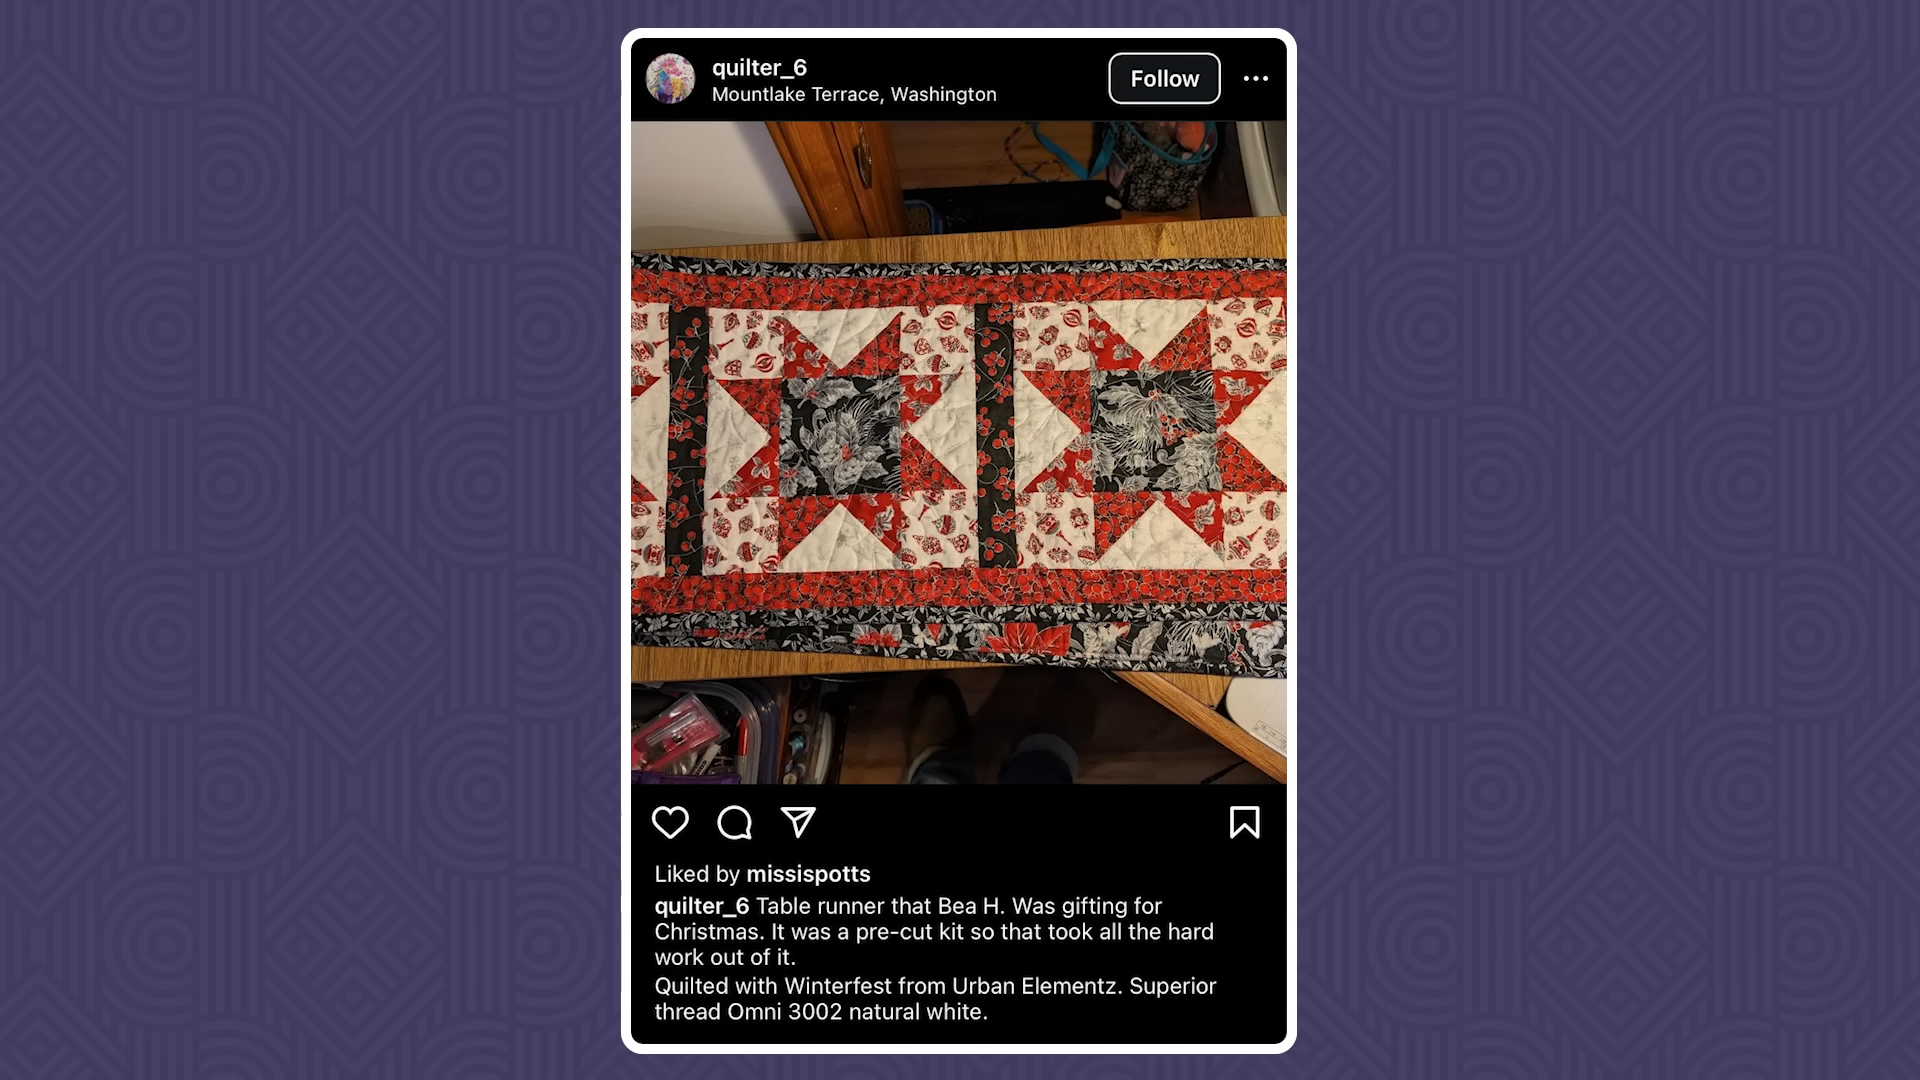 quilter_6
Mountlake Terrace, Washington
Follow
Liked by missispotts
quilter_6 Table runner that Bea H. Was gifting for
Christmas. It was a pre-cut kit so that took all the hard
work out of it.
Quilted with Winterfest from Urban Elementz. Superior
thread Omni 3002 natural white.